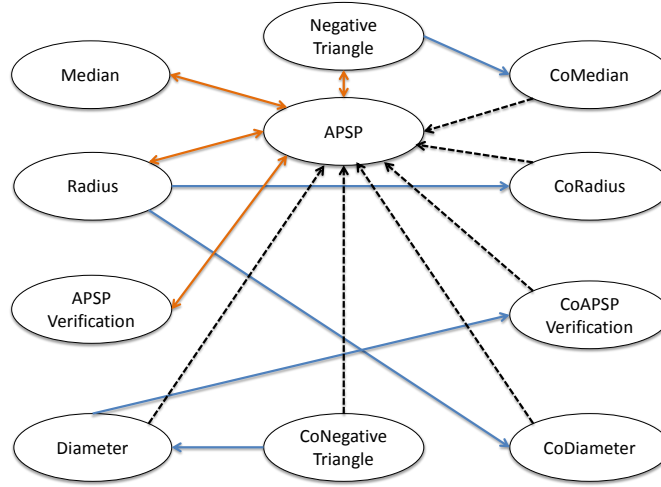 Negative
Triangle
Median
CoMedian
APSP
Radius
CoRadius
APSP
Verification
CoAPSP
Verification
Diameter
CoNegative
Triangle
CoDiameter